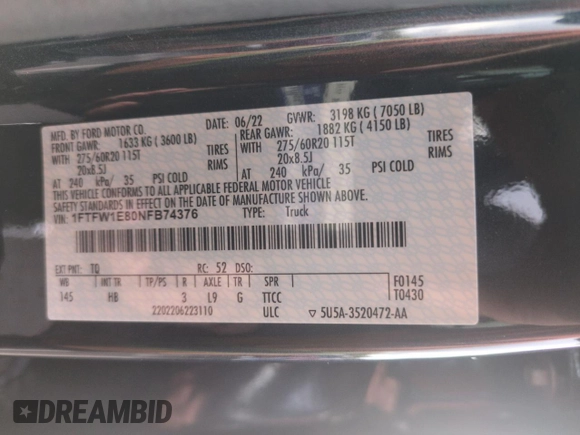 MFD. BY FORD MOTOR CO.
DATE: 06/22 GVWR: 3198 KG ( 7050 LB)
FRONT GAWR: 1633 KG ( 3600 LB) REAR GAWR: 1882 KG ( 4150 LB)
WITH 275/60R20 115T TIRES WITH 275/60R20 115T TIRES
20x8.5J 20x8.5J
AT 240 kPa/ 35 PSI COLD AT 240 kPa/ 35 PSI COLD
THIS VEHICLE CONFORMS TO ALL APPLICABLE FEDERAL MOTOR VEHICLE
SAFETY STANDARDS IN EFFECT ON THE DATE OF MANUFACTURE SHOWN ABOVE.
VIN: 1FTFW1E80NFB74376 TYPE: Truck
EXT PNT: TQ RC: 52 DSO:
WB INT TR TP/PS R AXLE TR SPR
145 HB 3 L9 G TTCC
F0145
T0430
2202206223110 ULC ▽ 5U5A-3520472-AA
DREAMBID